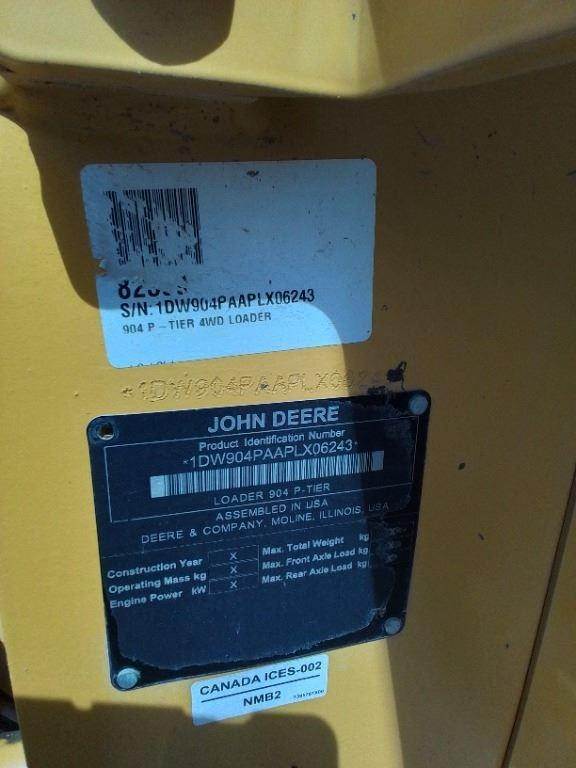 S/N: 1DW904PAAPLX06243
904 P-TIER 4WD LOADER
JOHN DEERE
Product Identification Number
*1DW904PAAPLX06243*
LOADER 904 P-TIER
ASSEMBLED IN USA
DEERE & COMPANY, MOLINE, ILLINOIS, USA
Construction Year X Max. Total Weight kg X
Operating Mass kg X Max. Front Axle Load kg X
Engine Power kW X Max. Rear Axle Load kg X
CANADA ICES-002
NMB2